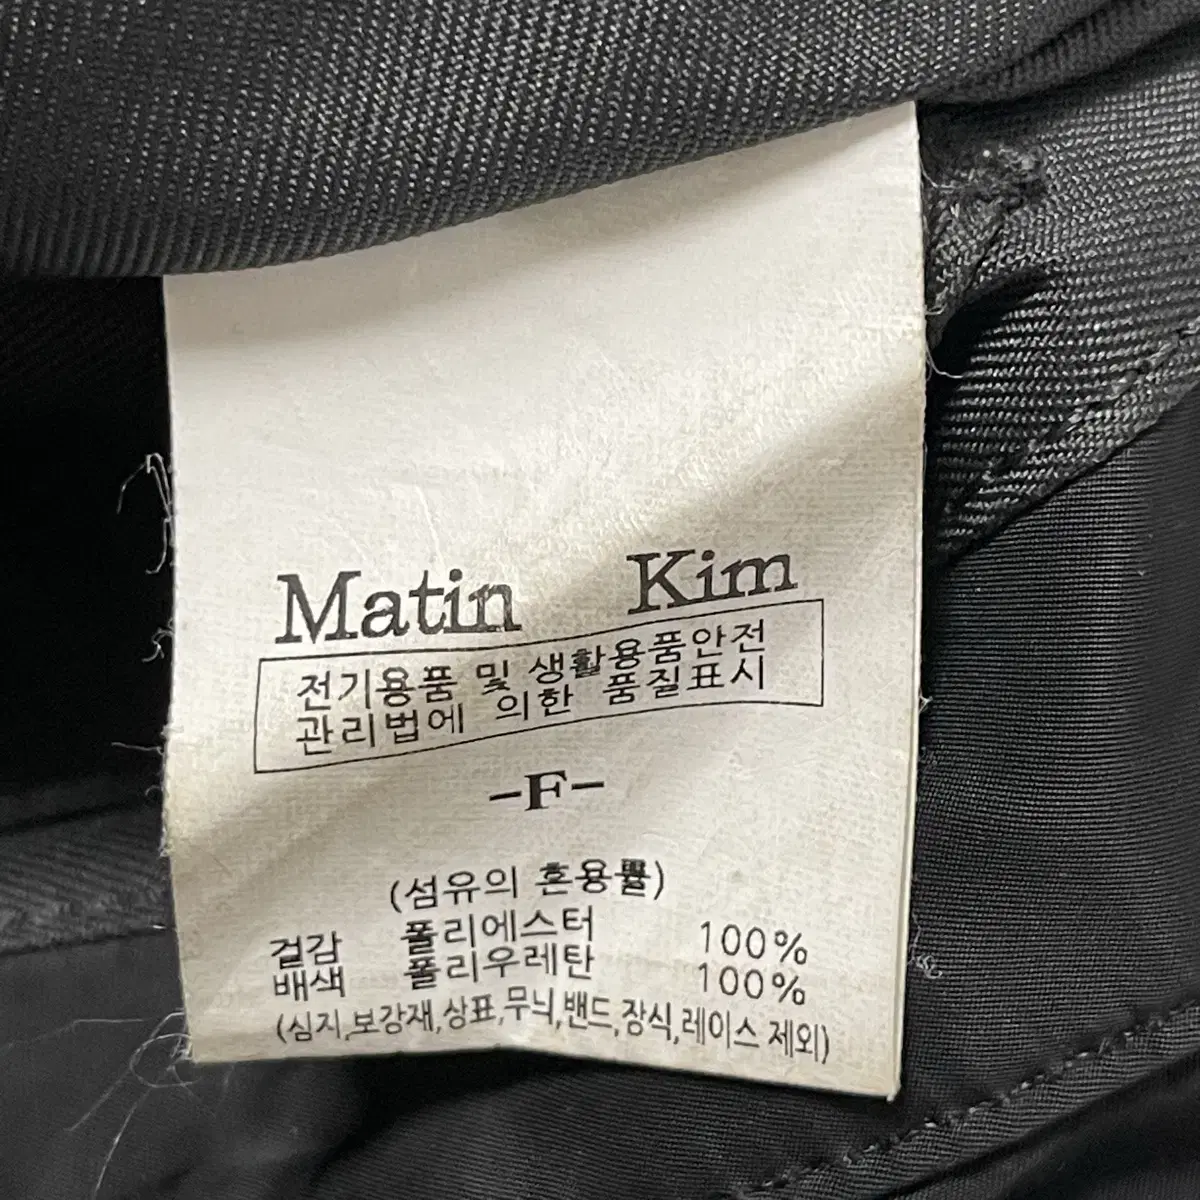 Matin Kim
전기용품 및 생활용품안전
관리법에 의한 품질표시
-F-
(섬유의 혼용률)
겉감 폴리에스터 100%
배색 폴리우레탄 100%
(심지,보강재,상표,무늬,밴드,장식,레이스 제외)